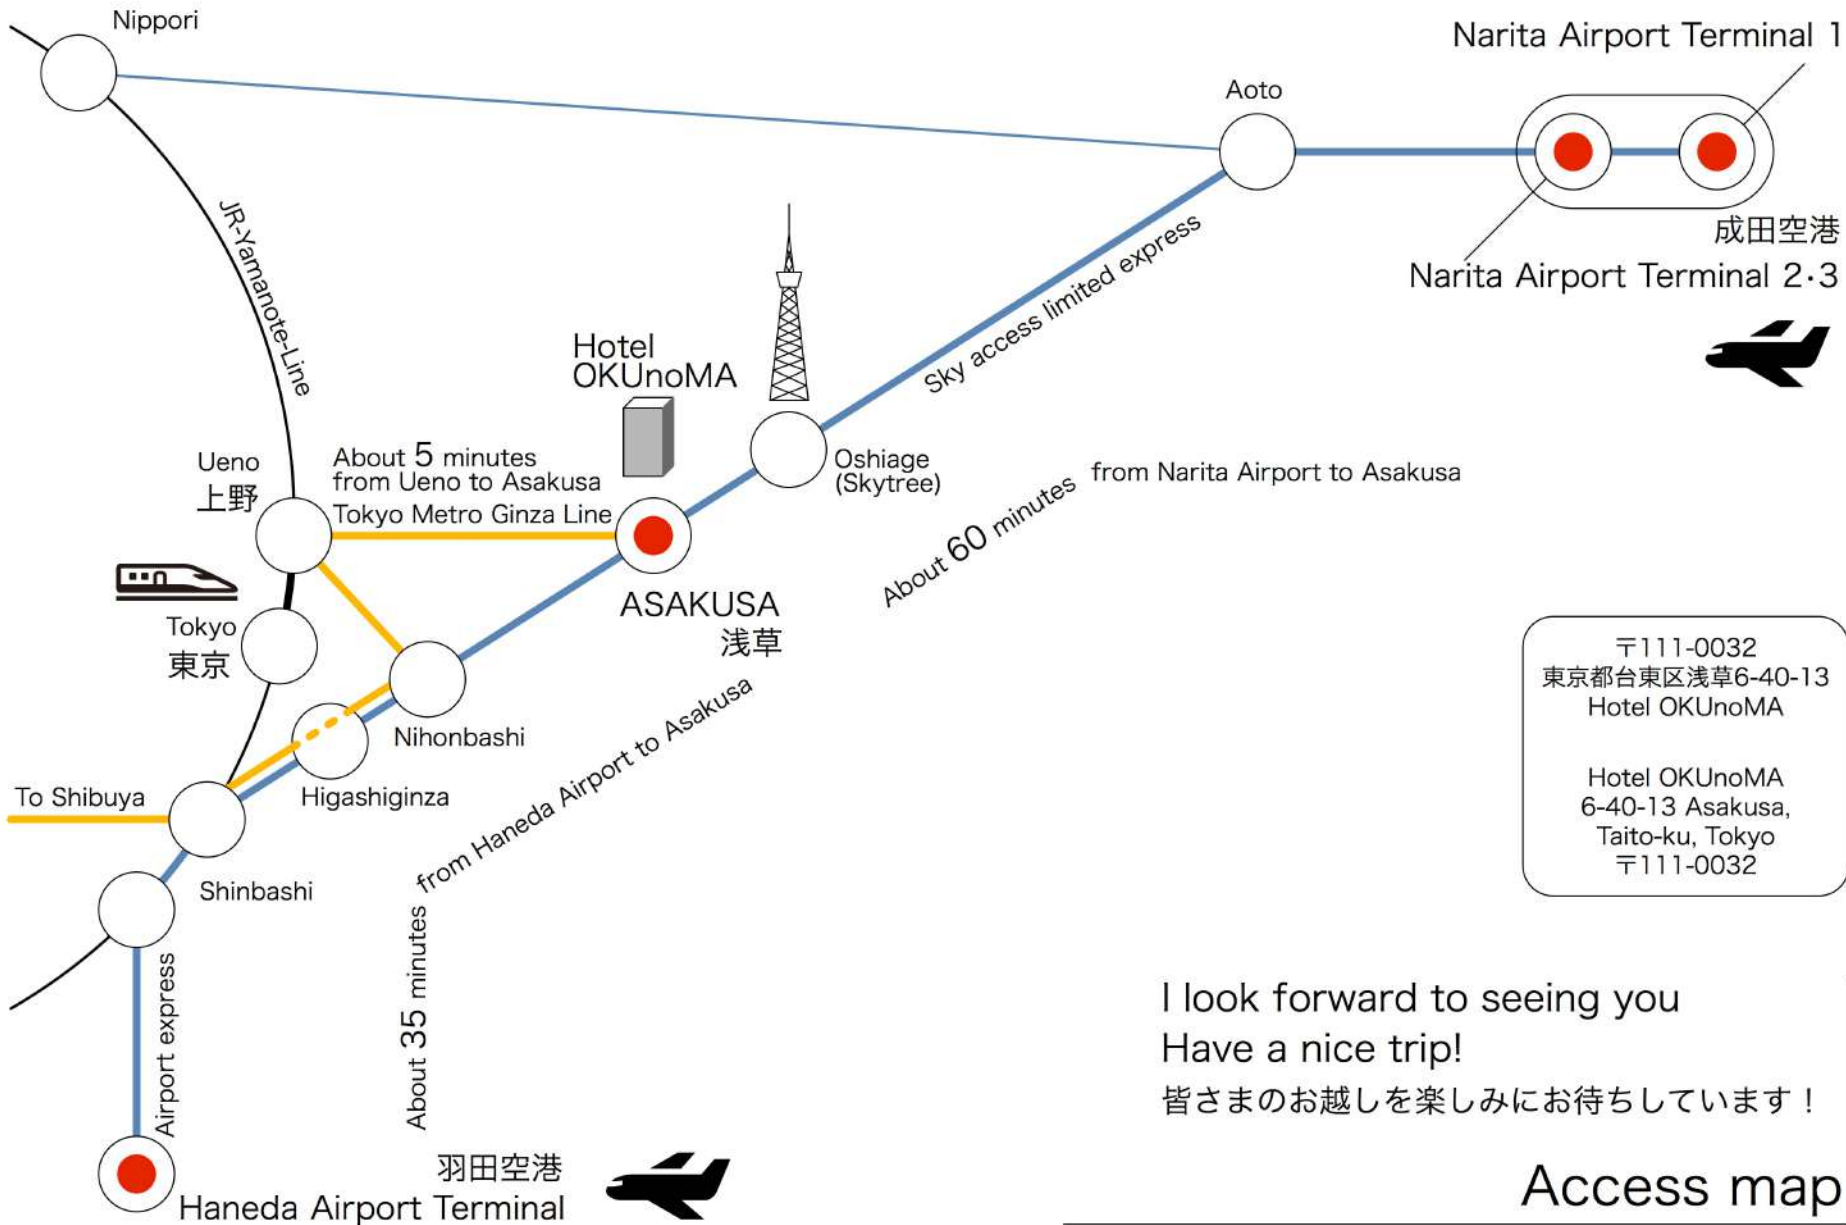 Nippori
Narita Airport Terminal 1
Aoto
成田空港
Narita Airport Terminal 2·3
JR-Yamanote-Line
Sky access limited express
Hotel
OKUnoMA
Ueno
上野
About 5 minutes
from Ueno to Asakusa
Tokyo Metro Ginza Line
Oshiage
(Skytree)
About 60 minutes
from Narita Airport to Asakusa
ASAKUSA
浅草
Tokyo
東京
Nihonbashi
Higashiginza
To Shibuya
Shinbashi
About 35 minutes
from Haneda Airport to Asakusa
Airport express
羽田空港
Haneda Airport Terminal
〒111-0032
東京都台東区浅草6-40-13
Hotel OKUnoMA
Hotel OKUnoMA
6-40-13 Asakusa,
Taito-ku, Tokyo
〒111-0032
I look forward to seeing you
Have a nice trip!
皆さまのお越しを楽しみにお待ちしています！
Access map